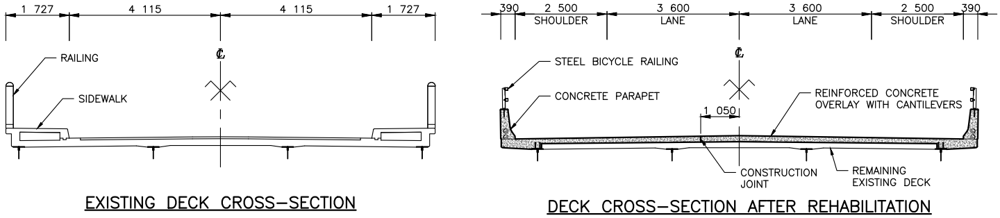 1 727
4 115
4 115
1 727
℄
RAILING
SIDEWALK
EXISTING DECK CROSS-SECTION
390
2 500
3 600
3 600
2 500
390
SHOULDER
LANE
LANE
SHOULDER
℄
STEEL BICYCLE RAILING
CONCRETE PARAPET
REINFORCED CONCRETE
OVERLAY WITH CANTILEVERS
1 050
CONSTRUCTION
JOINT
REMAINING
EXISTING DECK
DECK CROSS-SECTION AFTER REHABILITATION